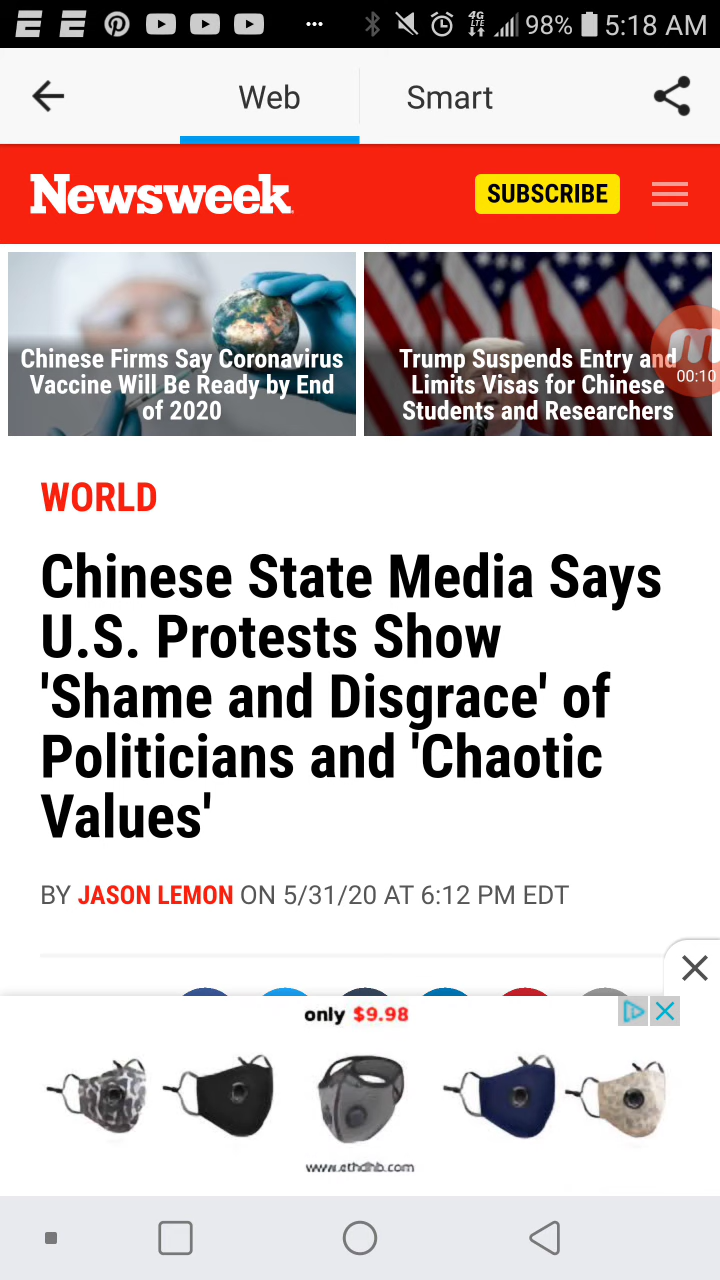 4G
LTE
98%
5:18 AM
Web
Smart
Newsweek
SUBSCRIBE
Chinese Firms Say Coronavirus
Vaccine Will Be Ready by End
of 2020
Trump Suspends Entry and
Limits Visas for Chinese
Students and Researchers
00:10
WORLD
Chinese State Media Says
U.S. Protests Show
'Shame and Disgrace' of
Politicians and 'Chaotic
Values'
BY JASON LEMON ON 5/31/20 AT 6:12 PM EDT
only $9.98
www.ethdhb.com